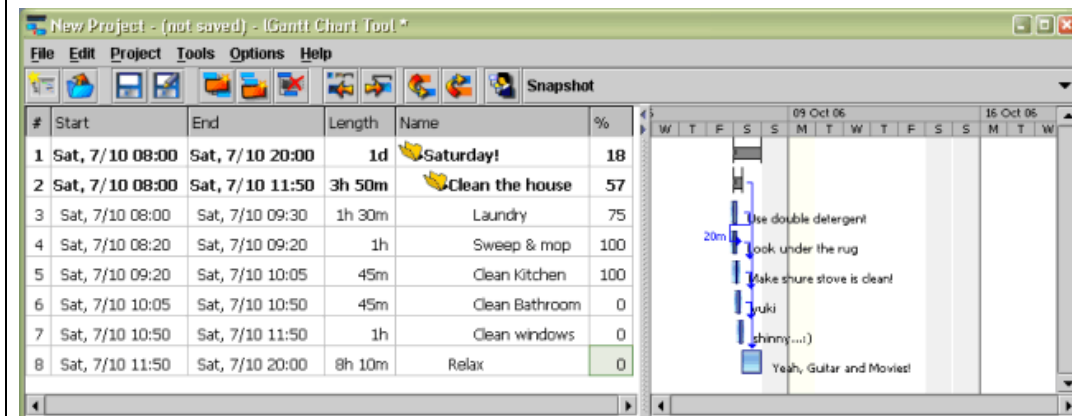 New Project - (not saved) - IGantt Chart Tool *
File Edit Project Tools Options Help
Snapshot
# Start End Length Name %
1 Sat, 7/10 08:00 Sat, 7/10 20:00 1d Saturday! 18
2 Sat, 7/10 08:00 Sat, 7/10 11:50 3h 50m Clean the house 57
3 Sat, 7/10 08:00 Sat, 7/10 09:30 1h 30m Laundry 75
4 Sat, 7/10 08:20 Sat, 7/10 09:20 1h Sweep & mop 100
5 Sat, 7/10 09:20 Sat, 7/10 10:05 45m Clean Kitchen 100
6 Sat, 7/10 10:05 Sat, 7/10 10:50 45m Clean Bathroom 0
7 Sat, 7/10 10:50 Sat, 7/10 11:50 1h Clean windows 0
8 Sat, 7/10 11:50 Sat, 7/10 20:00 8h 10m Relax 0
09 Oct 06 16 Oct 06
W T F S S M T W T F S S M T W
Use double detergent
20m
Look under the rug
Make shure stove is clean!
yuki
shinny...:)
Yeah, Guitar and Movies!